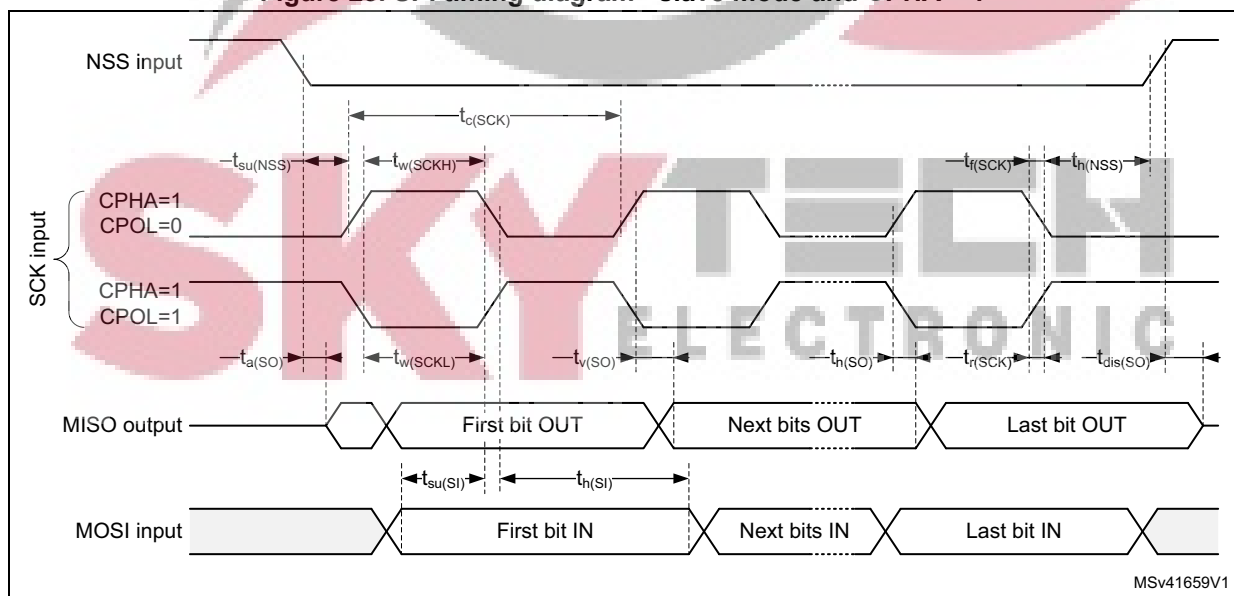 NSS input
tc(SCK)
tsu(NSS) tw(SCKH) tf(SCK) th(NSS)
SCK input
CPHA=1
CPOL=0
CPHA=1
CPOL=1
ta(SO) tw(SCKL) tv(SO) th(SO) tr(SCK) tdis(SO)
MISO output First bit OUT Next bits OUT Last bit OUT
tsu(SI) th(SI)
MOSI input First bit IN Next bits IN Last bit IN
MSv41659V1
SKYTECH
ELECTRONIC